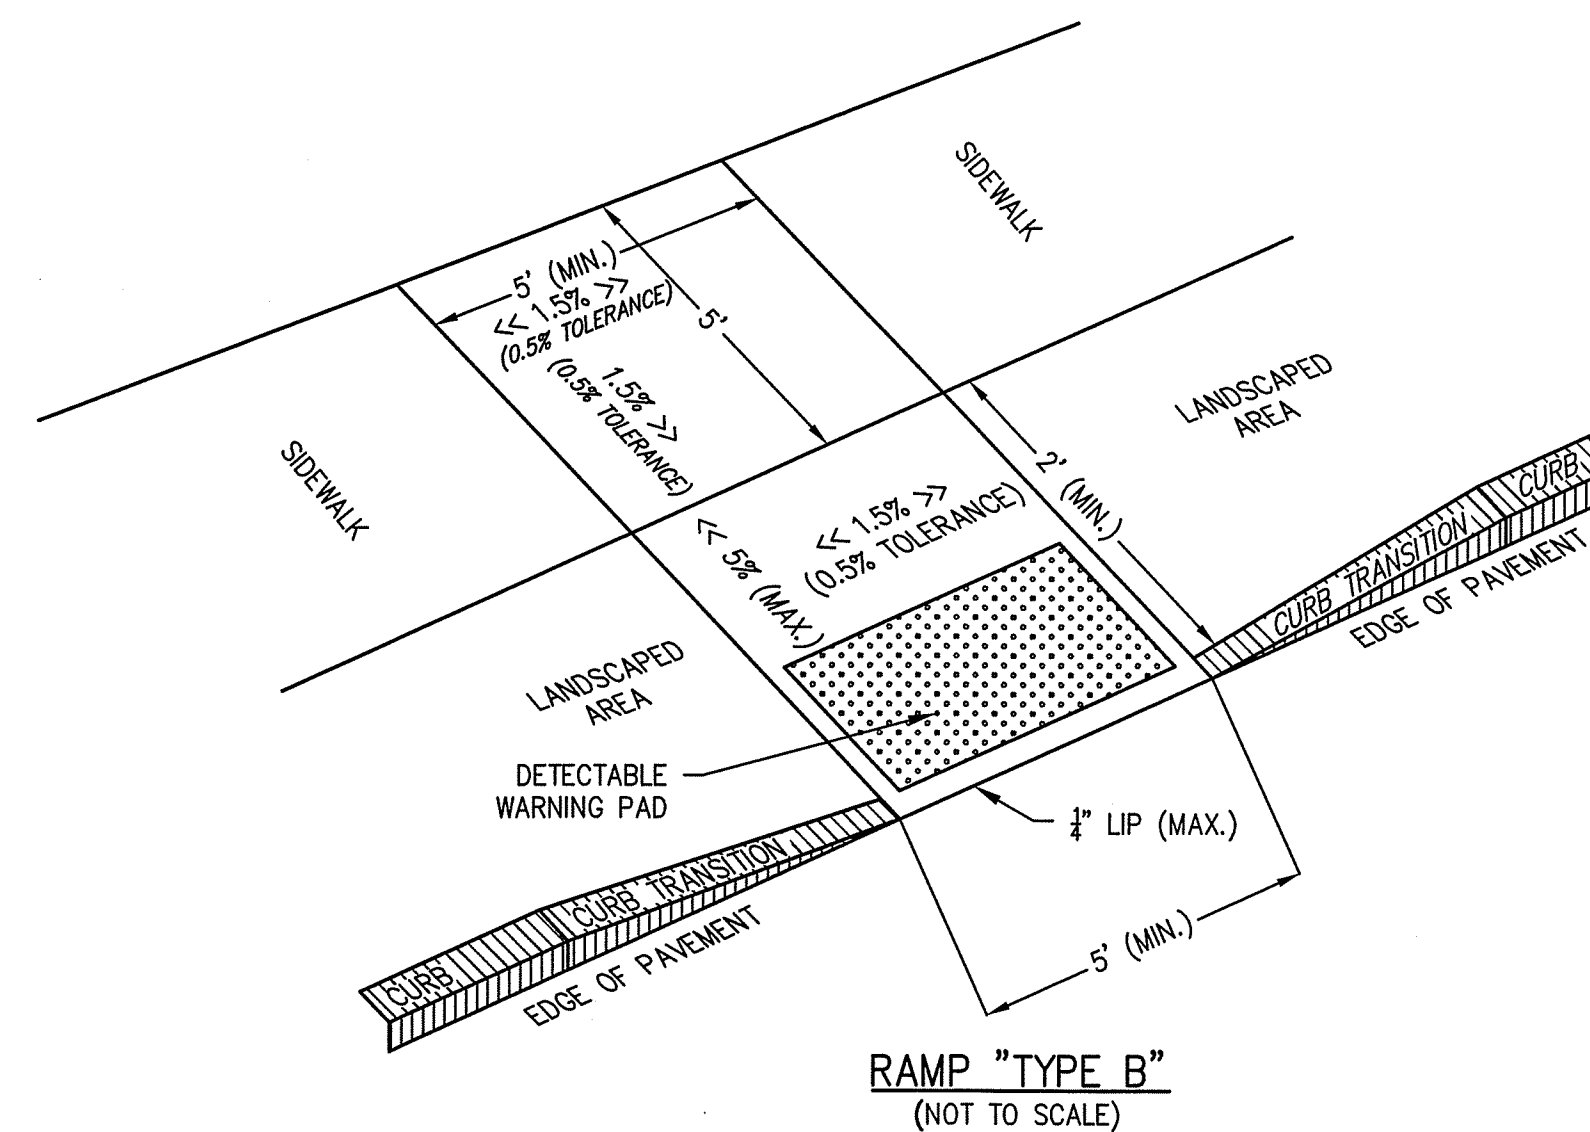 SIDEWALK
5' (MIN.)
<< 1.5% >>
(0.5% TOLERANCE)
5'
1.5% >>
(0.5% TOLERANCE)
SIDEWALK
LANDSCAPED
AREA
2' (MIN.)
<< 5% (MAX.)
<< 1.5% >>
(0.5% TOLERANCE)
CURB
CURB TRANSITION
EDGE OF PAVEMENT
LANDSCAPED
AREA
DETECTABLE
WARNING PAD
1/4" LIP (MAX.)
CURB TRANSITION
CURB
EDGE OF PAVEMENT
5' (MIN.)
RAMP "TYPE B"
(NOT TO SCALE)